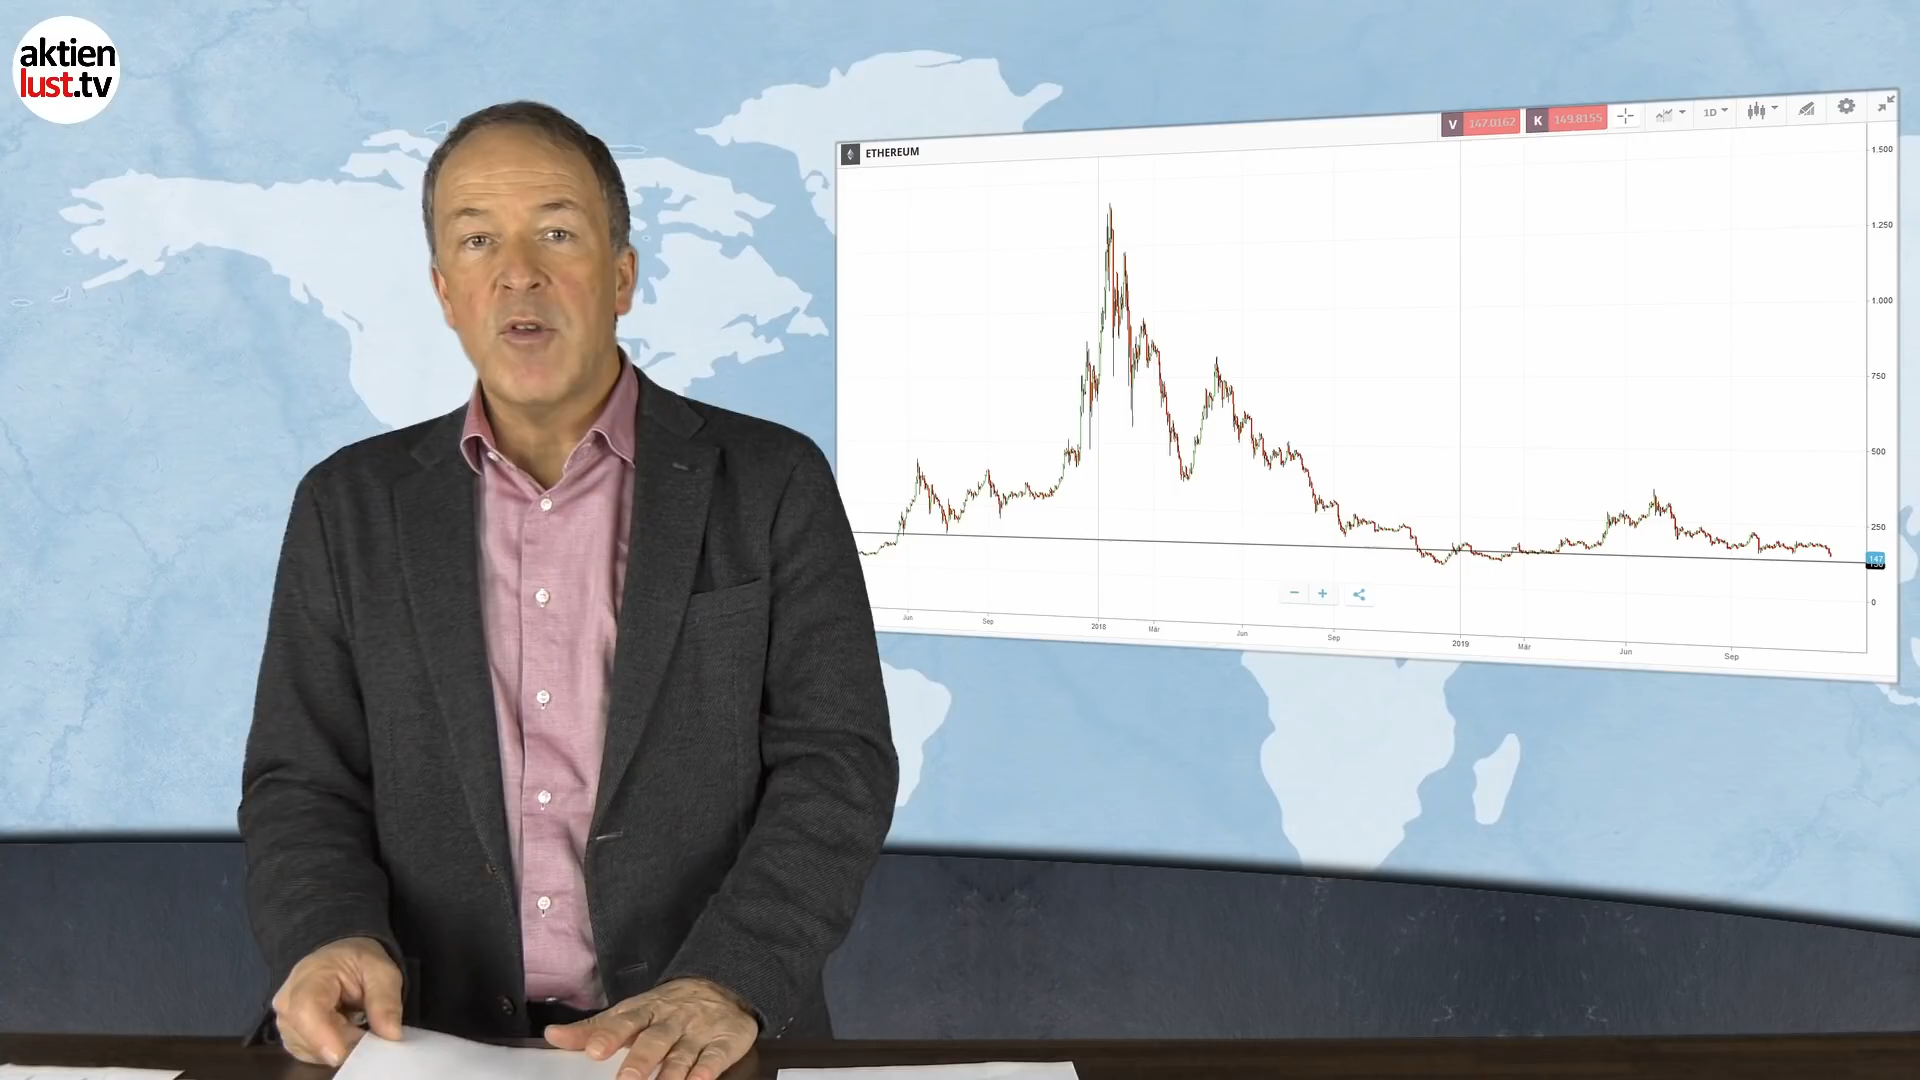 aktien
lust.tv
ETHEREUM
V 147.0162 K 149.8155 1D
1.500
1.250
1.000
750
500
250
147
0
Jun Sep 2018 Mär Jun Sep 2019 Mär Jun Sep